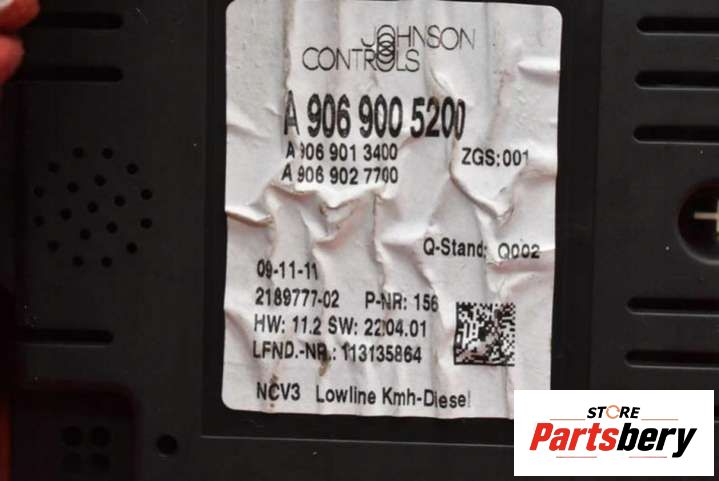 JOHNSON
CONTROLS
A 906 900 5200
A 906 901 3400 ZGS:001
A 906 902 7700
Q-Stand: Q002
09-11-11
2189777-02 P-NR: 156
HW: 11.2 SW: 22.04.01
LFND.-NR.: 113135864
NCV3 Lowline Kmh-Diesel
STORE
Partsbery